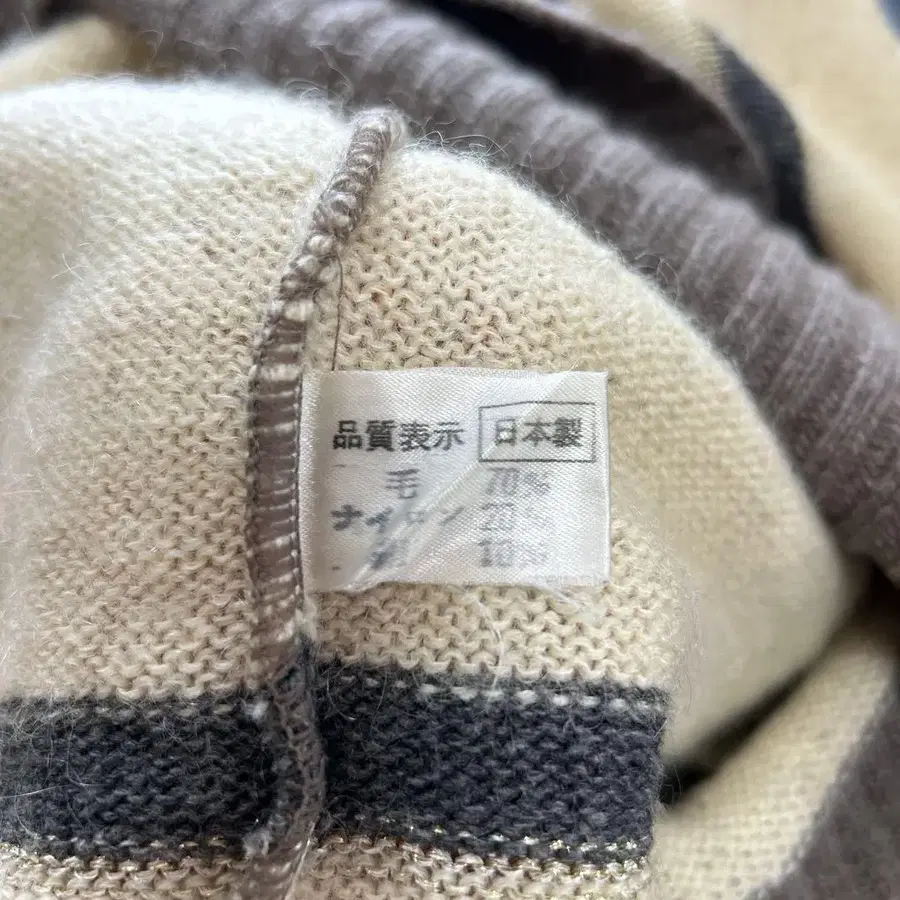 品質表示 日本製
毛 70%
ナイロン 20%
10%